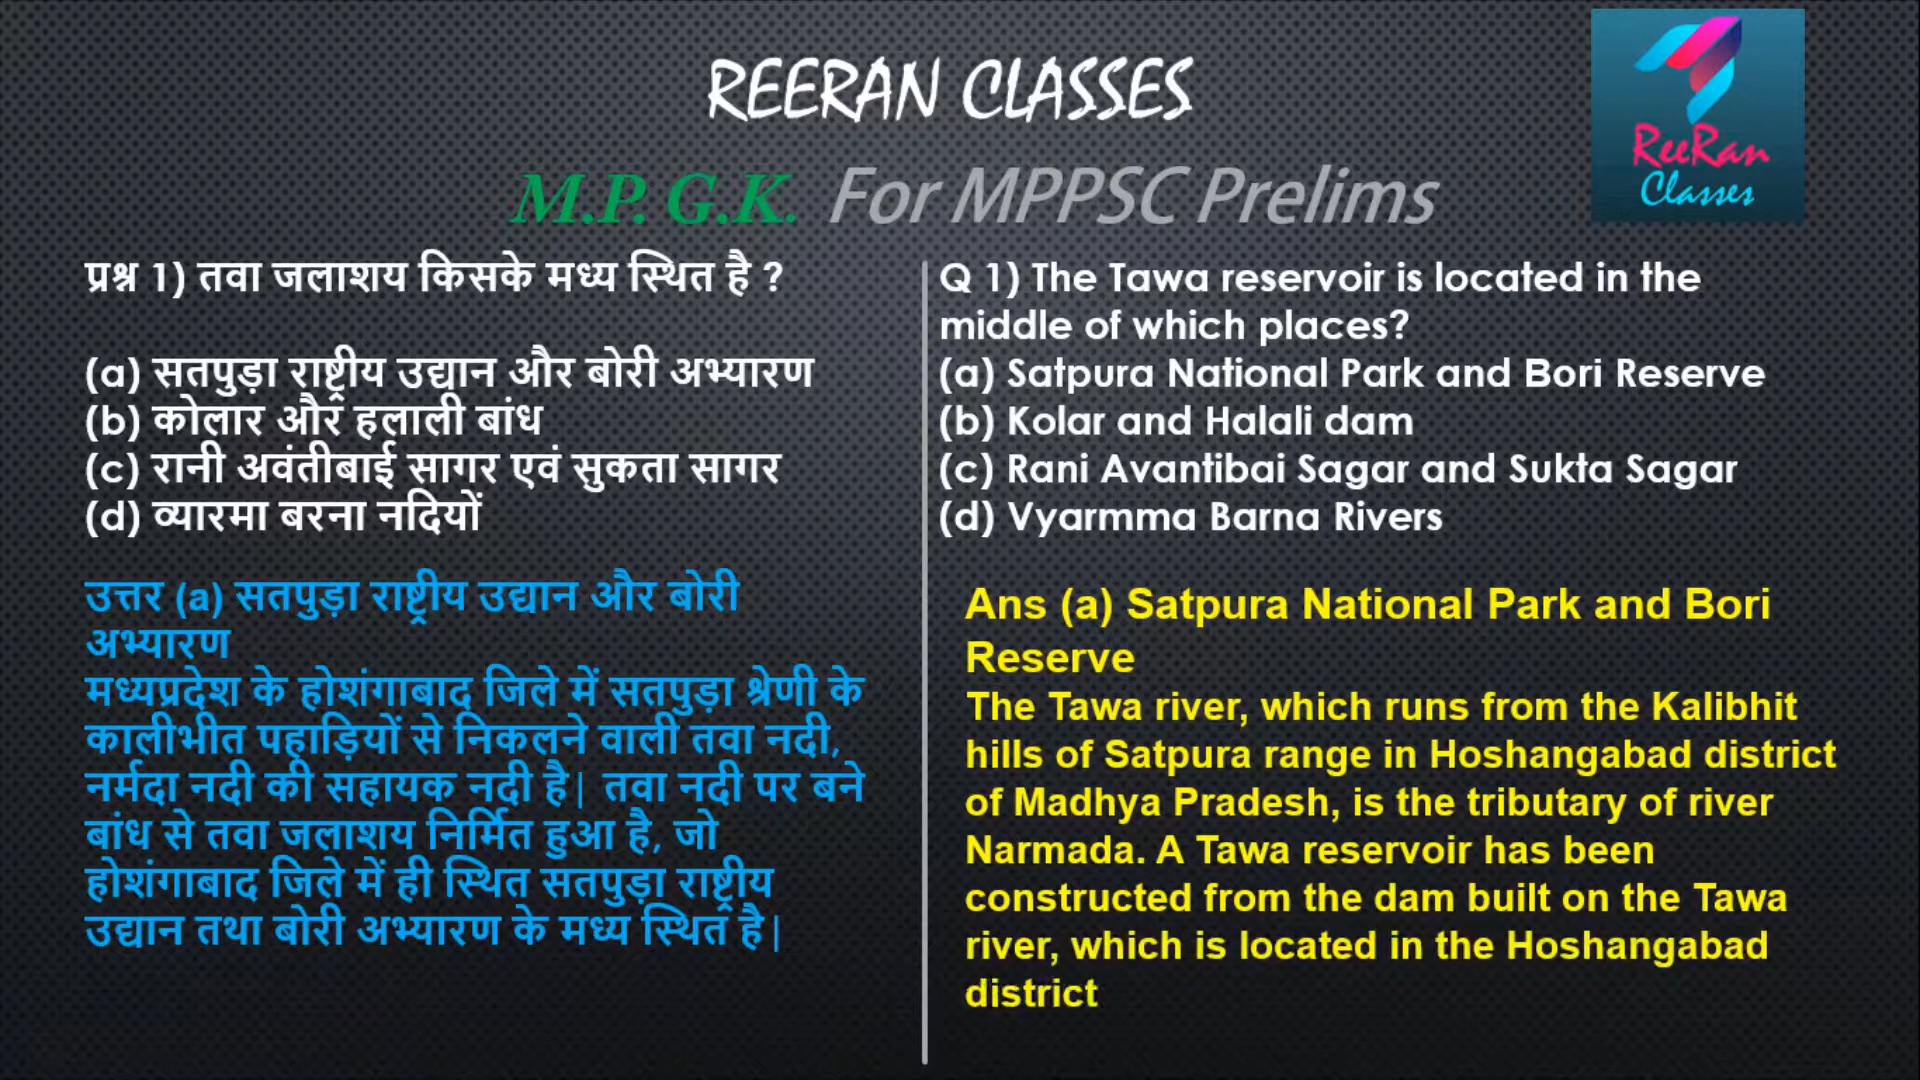 REERAN CLASSES
ReeRan
Classes
M.P. G.K. For MPPSC Prelims
प्रश्न 1) तवा जलाशय किसके मध्य स्थित है ?
(a) सतपुड़ा राष्ट्रीय उद्यान और बोरी अभ्यारण
(b) कोलार और हलाली बांध
(c) रानी अवंतीबाई सागर एवं सुकता सागर
(d) व्यारमा बरना नदियों
उत्तर (a) सतपुड़ा राष्ट्रीय उद्यान और बोरी
अभ्यारण
मध्यप्रदेश के होशंगाबाद जिले में सतपुड़ा श्रेणी के
कालीभीत पहाड़ियों से निकलने वाली तवा नदी,
नर्मदा नदी की सहायक नदी है| तवा नदी पर बने
बांध से तवा जलाशय निर्मित हुआ है, जो
होशंगाबाद जिले में ही स्थित सतपुड़ा राष्ट्रीय
उद्यान तथा बोरी अभ्यारण के मध्य स्थित है|
Q 1) The Tawa reservoir is located in the
middle of which places?
(a) Satpura National Park and Bori Reserve
(b) Kolar and Halali dam
(c) Rani Avantibai Sagar and Sukta Sagar
(d) Vyarmma Barna Rivers
Ans (a) Satpura National Park and Bori
Reserve
The Tawa river, which runs from the Kalibhit
hills of Satpura range in Hoshangabad district
of Madhya Pradesh, is the tributary of river
Narmada. A Tawa reservoir has been
constructed from the dam built on the Tawa
river, which is located in the Hoshangabad
district